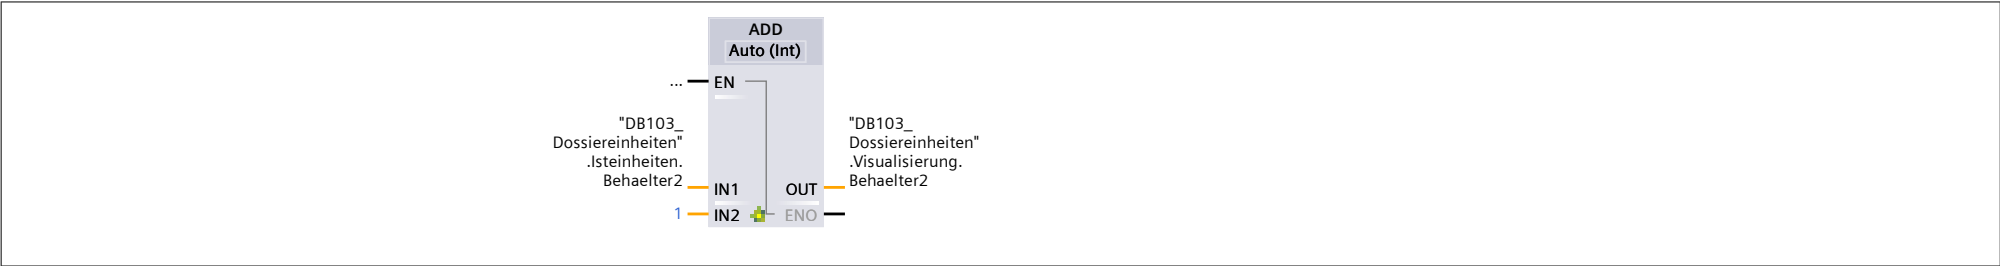 ADD
Auto (Int)
...
EN
"DB103_
Dossiereinheiten"
.Isteinheiten.
Behaelter2
IN1
1
IN2
"DB103_
Dossiereinheiten"
.Visualisierung.
Behaelter2
OUT
ENO